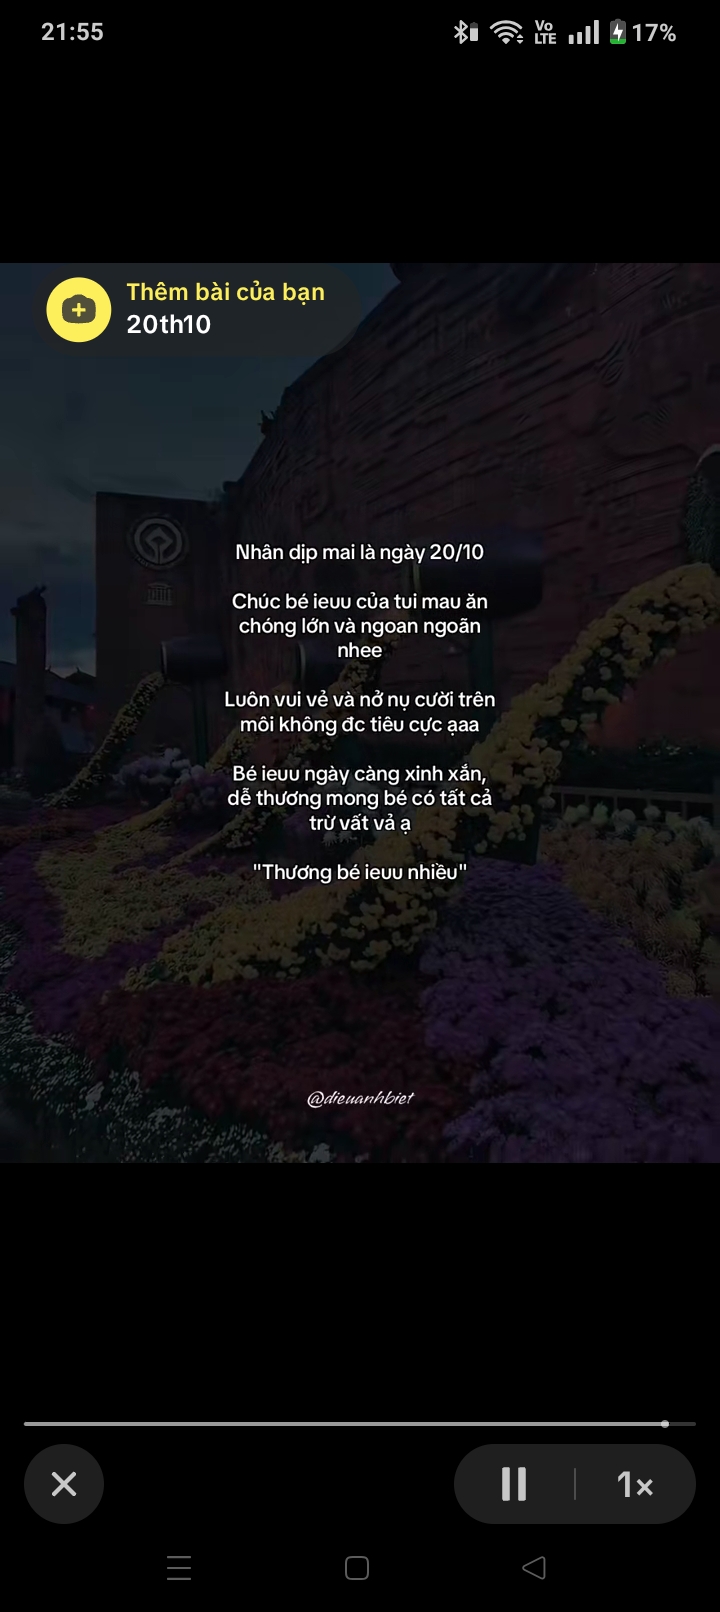 21:55
Vo
LTE
17%
Thêm bài của bạn
20th10
Nhân dịp mai là ngày 20/10
Chúc bé ieuu của tui mau ăn
chóng lớn và ngoan ngoãn
nhee
Luôn vui vẻ và nở nụ cười trên
môi không đc tiêu cực ạaa
Bé ieuu ngày càng xinh xắn,
dễ thương mong bé có tất cả
trừ vất vả ạ
"Thương bé ieuu nhiều"
@dieuanhbiet
1×